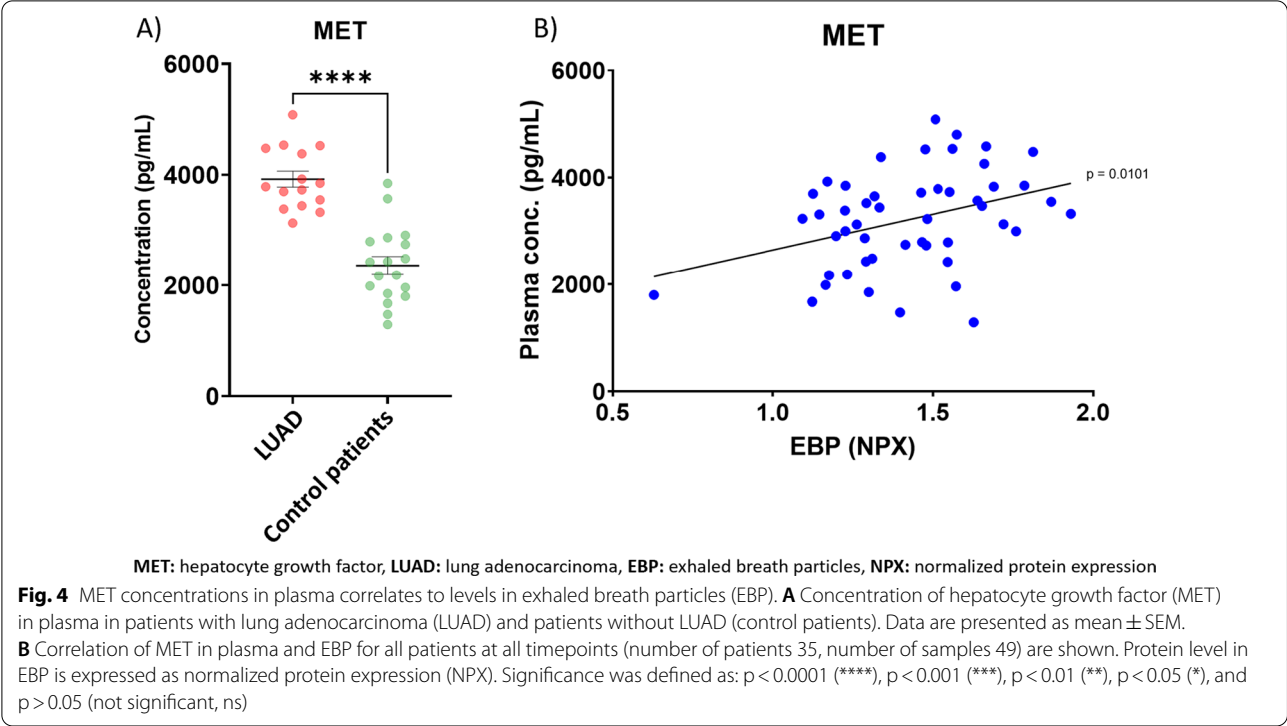 A)
MET
6000
4000
2000
0
Concentration (pg/mL)
****
LUAD
Control patients
B)
MET
6000
4000
2000
0
Plasma conc. (pg/mL)
p = 0.0101
0.5 1.0 1.5 2.0
EBP (NPX)
MET: hepatocyte growth factor, LUAD: lung adenocarcinoma, EBP: exhaled breath particles, NPX: normalized protein expression
Fig. 4 MET concentrations in plasma correlates to levels in exhaled breath particles (EBP). A Concentration of hepatocyte growth factor (MET)
in plasma in patients with lung adenocarcinoma (LUAD) and patients without LUAD (control patients). Data are presented as mean ± SEM.
B Correlation of MET in plasma and EBP for all patients at all timepoints (number of patients 35, number of samples 49) are shown. Protein level in
EBP is expressed as normalized protein expression (NPX). Significance was defined as: p < 0.0001 (****), p < 0.001 (***), p < 0.01 (**), p < 0.05 (*), and
p > 0.05 (not significant, ns)